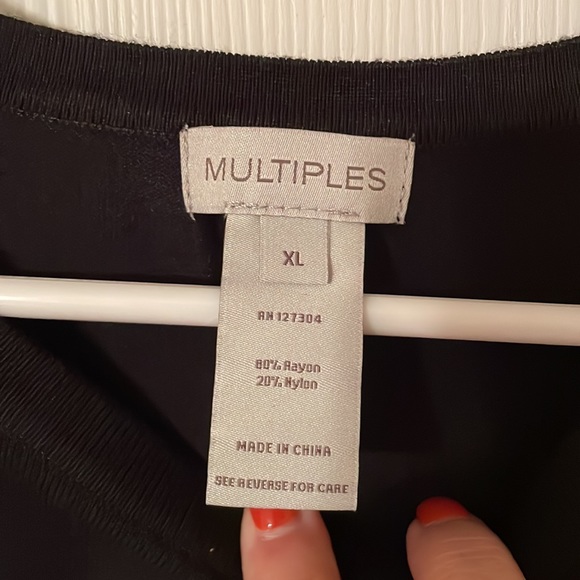 MULTIPLES
XL
RN 127304
80% Rayon
20% Nylon
MADE IN CHINA
SEE REVERSE FOR CARE